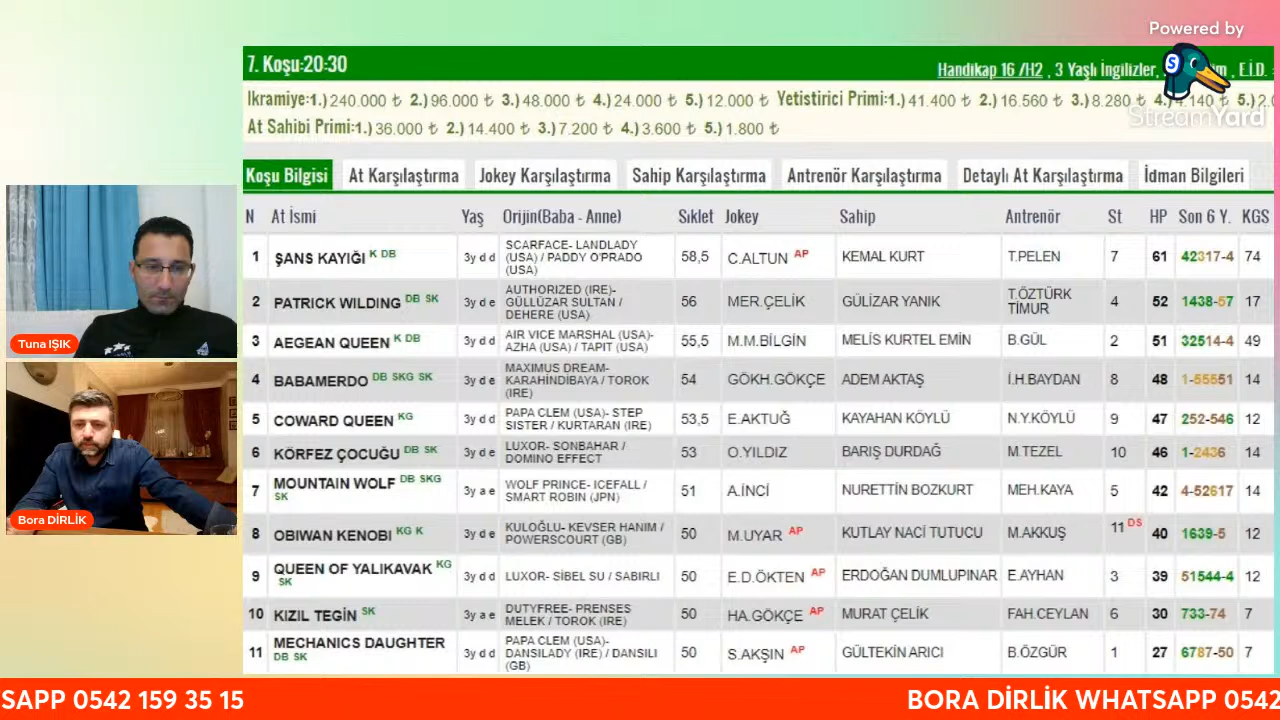 Powered by
StreamYard
7. Koşu:20:30
Handikap 16 /H2 , 3 Yaşlı İngilizler, E.İ.D. :
Ikramiye:1.) 240.000 ₺ 2.) 96.000 ₺ 3.) 48.000 ₺ 4.) 24.000 ₺ 5.) 12.000 ₺ Yetistirici Primi:1.) 41.400 ₺ 2.) 16.560 ₺ 3.) 8.280 ₺ 4.) 4.140 ₺ 5.)
At Sahibi Primi:1.) 36.000 ₺ 2.) 14.400 ₺ 3.) 7.200 ₺ 4.) 3.600 ₺ 5.) 1.800 ₺
Koşu Bilgisi At Karşılaştırma Jokey Karşılaştırma Sahip Karşılaştırma Antrenör Karşılaştırma Detaylı At Karşılaştırma İdman Bilgileri
N At İsmi Yaş Orijin(Baba - Anne) Sıklet Jokey Sahip Antrenör St HP Son 6 Y. KGS
1 ŞANS KAYIĞI K DB 3y d d SCARFACE- LANDLADY (USA) / PADDY O'PRADO (USA) 58,5 C.ALTUN AP KEMAL KURT T.PELEN 7 61 42317-4 74
2 PATRICK WILDING DB SK 3y d e AUTHORIZED (IRE)- GÜLLÜZAR SULTAN / DEHERE (USA) 56 MER.ÇELİK GÜLİZAR YANIK T.ÖZTÜRK TİMUR 4 52 1438-57 17
3 AEGEAN QUEEN K DB 3y d d AIR VICE MARSHAL (USA)- AZHA (USA) / TAPIT (USA) 55,5 M.M.BİLGİN MELİS KURTEL EMİN B.GÜL 2 51 32514-4 49
4 BABAMERDO DB SKG SK 3y d e MAXIMUS DREAM- KARAHİNDİBAYA / TOROK (IRE) 54 GÖKH.GÖKÇE ADEM AKTAŞ İ.H.BAYDAN 8 48 1-55551 14
5 COWARD QUEEN KG 3y d d PAPA CLEM (USA)- STEP SISTER / KURTARAN (IRE) 53,5 E.AKTUĞ KAYAHAN KÖYLÜ N.Y.KÖYLÜ 9 47 252-546 12
6 KÖRFEZ ÇOCUĞU DB SK 3y d e LUXOR- SONBAHAR / DOMINO EFFECT 53 O.YILDIZ BARIŞ DURDAĞ M.TEZEL 10 46 1-2436 14
7 MOUNTAIN WOLF DB SKG SK 3y a e WOLF PRINCE- ICEFALL / SMART ROBIN (JPN) 51 A.İNCİ NURETTİN BOZKURT MEH.KAYA 5 42 4-52617 14
8 OBIWAN KENOBI KG K 3y d e KULOĞLU- KEVSER HANIM / POWERSCOURT (GB) 50 M.UYAR AP KUTLAY NACİ TUTUCU M.AKKUŞ 11 DS 40 1639-5 12
9 QUEEN OF YALIKAVAK KG SK 3y d d LUXOR- SİBEL SU / SABIRLI 50 E.D.ÖKTEN AP ERDOĞAN DUMLUPINAR E.AYHAN 3 39 51544-4 12
10 KIZIL TEGİN SK 3y a e DUTYFREE- PRENSES MELEK / TOROK (IRE) 50 HA.GÖKÇE AP MURAT ÇELİK FAH.CEYLAN 6 30 733-74 7
11 MECHANICS DAUGHTER DB SK 3y d d PAPA CLEM (USA)- DANSILADY (IRE) / DANSILI (GB) 50 S.AKŞIN AP GÜLTEKİN ARICI B.ÖZGÜR 1 27 6787-50 7
Tuna IŞIK
Bora DİRLİK
SAPP 0542 159 35 15 BORA DİRLİK WHATSAPP 0542